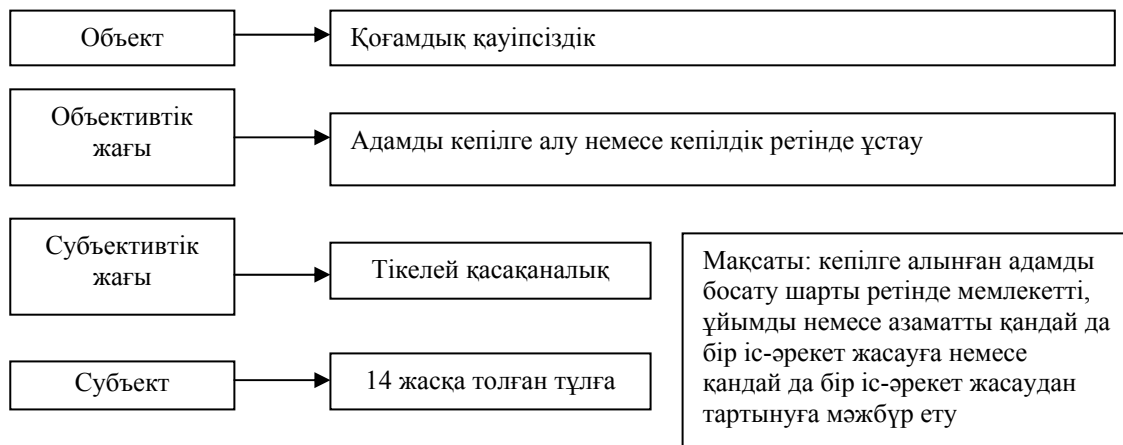 Объект
Қоғамдық қауіпсіздік
Объективтік
жағы
Адамды кепілге алу немесе кепілдік ретінде ұстау
Субъективтік
жағы
Тікелей қасақаналық
Мақсаты: кепілге алынған адамды
босату шарты ретінде мемлекетті,
ұйымды немесе азаматты қандай да
бір іс-әрекет жасауға немесе
қандай да бір іс-әрекет жасаудан
тартынуға мәжбүр ету
Субъект
14 жасқа толған тұлға